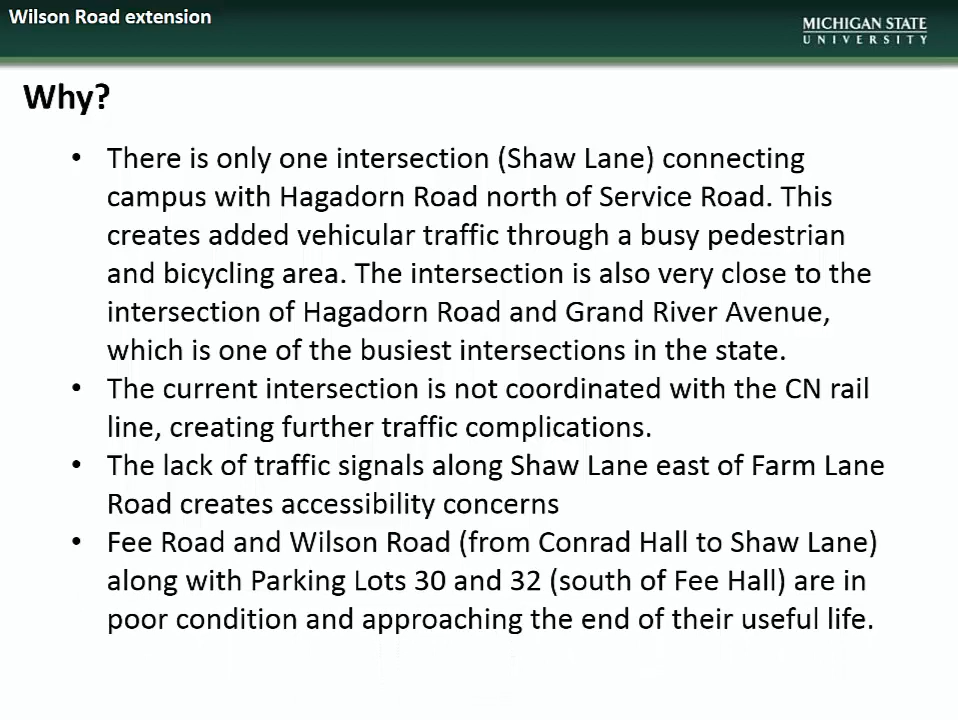 Wilson Road extension
MICHIGAN STATE
UNIVERSITY
Why?
• There is only one intersection (Shaw Lane) connecting
campus with Hagadorn Road north of Service Road. This
creates added vehicular traffic through a busy pedestrian
and bicycling area. The intersection is also very close to the
intersection of Hagadorn Road and Grand River Avenue,
which is one of the busiest intersections in the state.
• The current intersection is not coordinated with the CN rail
line, creating further traffic complications.
• The lack of traffic signals along Shaw Lane east of Farm Lane
Road creates accessibility concerns
• Fee Road and Wilson Road (from Conrad Hall to Shaw Lane)
along with Parking Lots 30 and 32 (south of Fee Hall) are in
poor condition and approaching the end of their useful life.